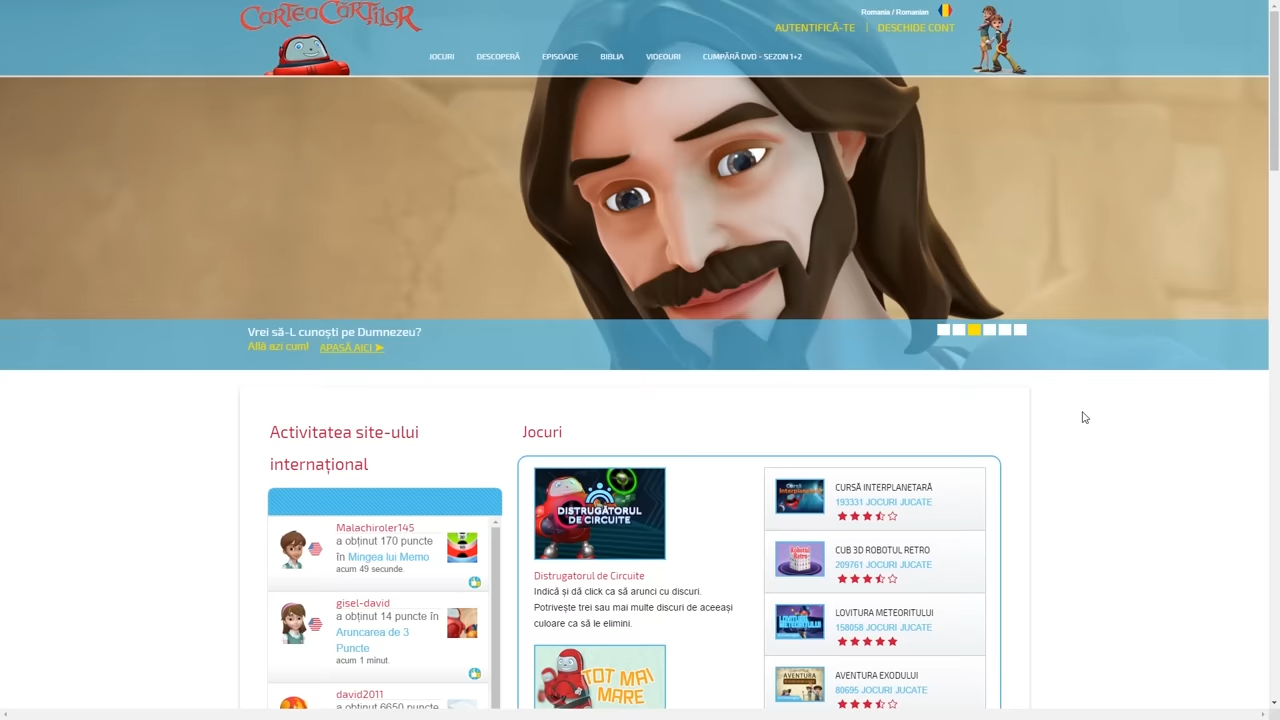 CarteaCărților
Romania / Romanian
AUTENTIFICĂ-TE | DESCHIDE CONT
JOCURI DESCOPERĂ EPISOADE BIBLIA VIDEOURI CUMPĂRĂ DVD - SEZON 1+2
Vrei să-L cunoști pe Dumnezeu?
Află azi cum! APASĂ AICI ➤
Activitatea site-ului
internațional
Malachiroler145
a obținut 170 puncte
în Mingea lui Memo
acum 49 secunde.
gisel-david
a obținut 14 puncte în
Aruncarea de 3
Puncte
acum 1 minut.
david2011
a obținut 6650 puncte
Jocuri
DISTRUGĂTORUL
DE CIRCUITE
Distrugatorul de Circuite
Indică și dă click ca să arunci cu discuri.
Potrivește trei sau mai multe discuri de aceeași
culoare ca să le elimini.
TOT MAI
MARE
CURSĂ INTERPLANETARĂ
193331 JOCURI JUCATE
CUB 3D ROBOTUL RETRO
209761 JOCURI JUCATE
LOVITURA METEORITULUI
158058 JOCURI JUCATE
AVENTURA EXODULUI
80695 JOCURI JUCATE